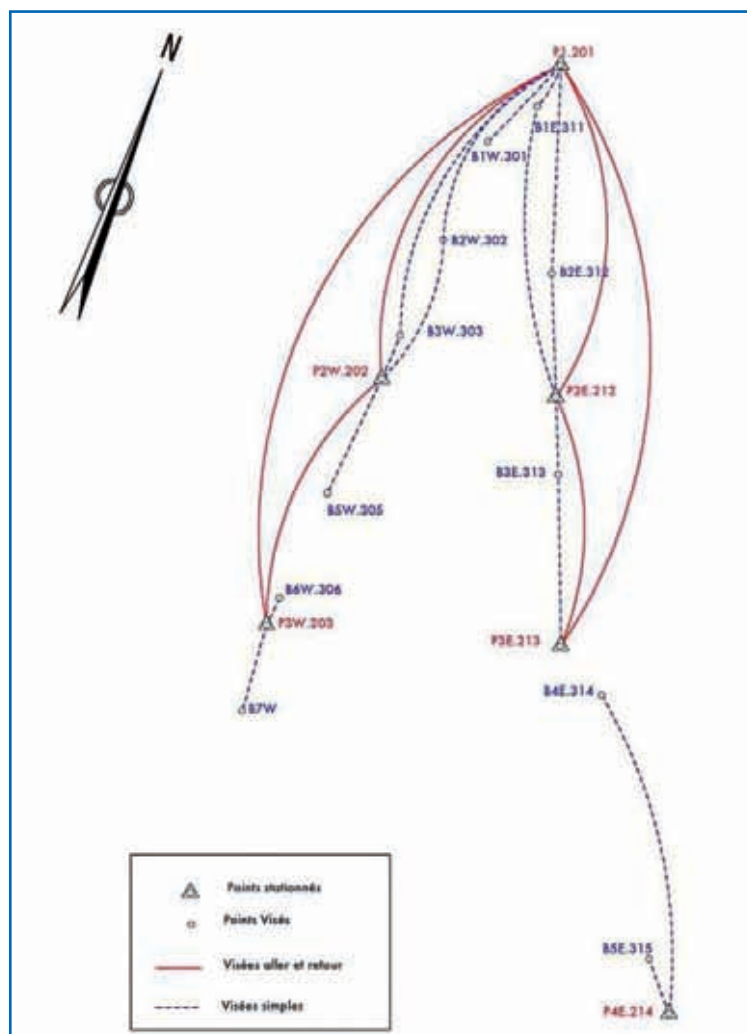 N
P1.201
B1E.311
B1W.301
B2W.302
B2E.312
B3W.303
P2W.202
P2E.212
B3E.313
B5W.305
B6W.306
P3W.203
P3E.213
B4E.314
B7W
B5E.315
P4E.214
Points stationnés
Points Visés
Visées aller et retour
Visées simples